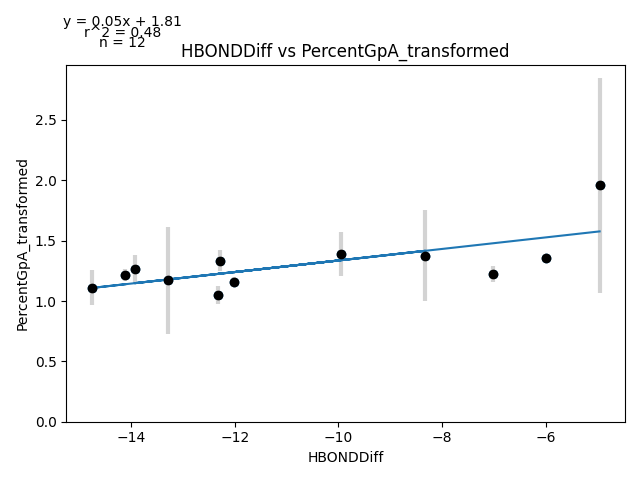 y = 0.05x + 1.81
r^2 = 0.48
n = 12
HBONDDiff vs PercentGpA_transformed
PercentGpA_transformed
2.5
2.0
1.5
1.0
0.5
0.0
−14 −12 −10 −8 −6
HBONDDiff